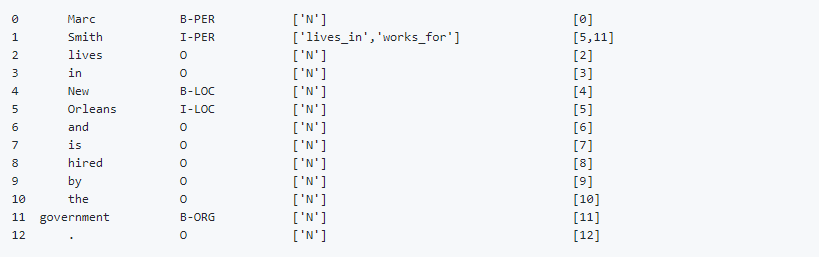 0 Marc B-PER ['N'] [0]
1 Smith I-PER ['lives_in','works_for'] [5,11]
2 lives O ['N'] [2]
3 in O ['N'] [3]
4 New B-LOC ['N'] [4]
5 Orleans I-LOC ['N'] [5]
6 and O ['N'] [6]
7 is O ['N'] [7]
8 hired O ['N'] [8]
9 by O ['N'] [9]
10 the O ['N'] [10]
11 government B-ORG ['N'] [11]
12 . O ['N'] [12]